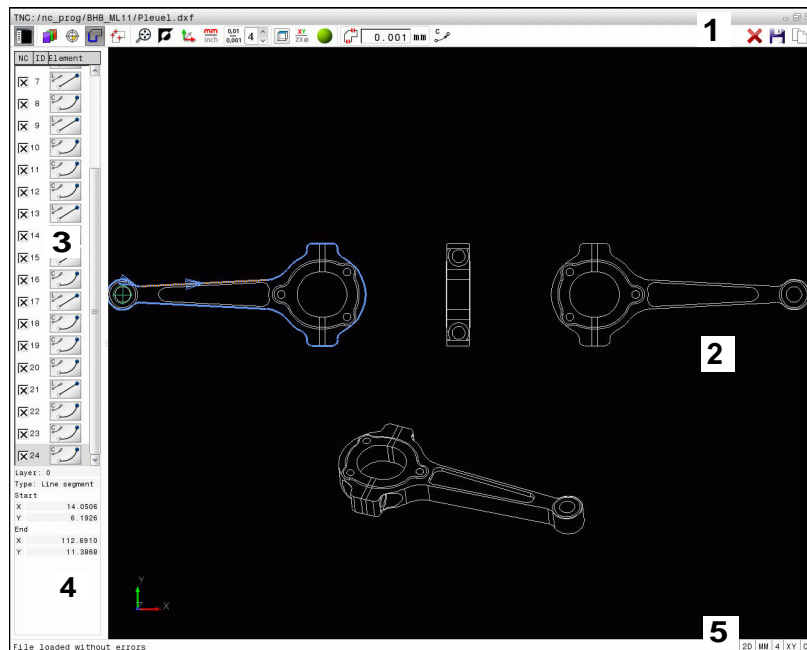 TNC:/nc_prog/BHB_ML11/Pleuel.dxf
mm
inch
0,01
0,001
4
XY
ZXØ
0.001 mm
C
1
NC ID Element
7 L
8 C
9 L
10 C
11 C
12 C
13 L
14
15
16 C
17 L
18 C
19 C
20 C
21 L
22 C
23 C
24 C
3
2
Layer: 0
Type: Line segment
Start
X 14.0506
Y 6.1926
End
X 112.6910
Y 11.3868
4
Y
Z
X
5
File loaded without errors
2D MM 4 XY